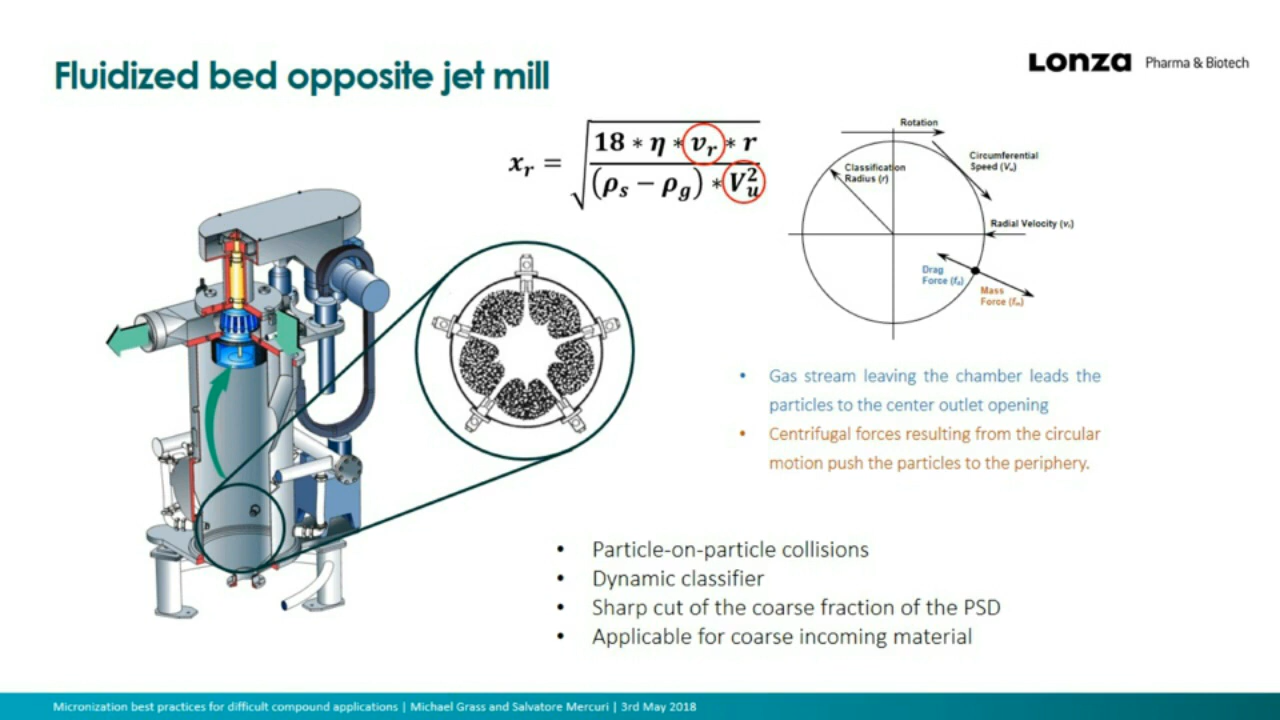 Fluidized bed opposite jet mill
Lonza Pharma & Biotech
x_r = √(18 * η * v_r * r / (ρ_s − ρ_g) * V_u^2)
Rotation
Circumferential
Speed (Vᵤ)
Classification
Radius (r)
Radial Velocity (vᵣ)
Drag
Force (f_d)
Mass
Force (f_m)
• Gas stream leaving the chamber leads the
particles to the center outlet opening
• Centrifugal forces resulting from the circular
motion push the particles to the periphery.
• Particle-on-particle collisions
• Dynamic classifier
• Sharp cut of the coarse fraction of the PSD
• Applicable for coarse incoming material
Micronization best practices for difficult compound applications | Michael Grass and Salvatore Mercuri | 3rd May 2018